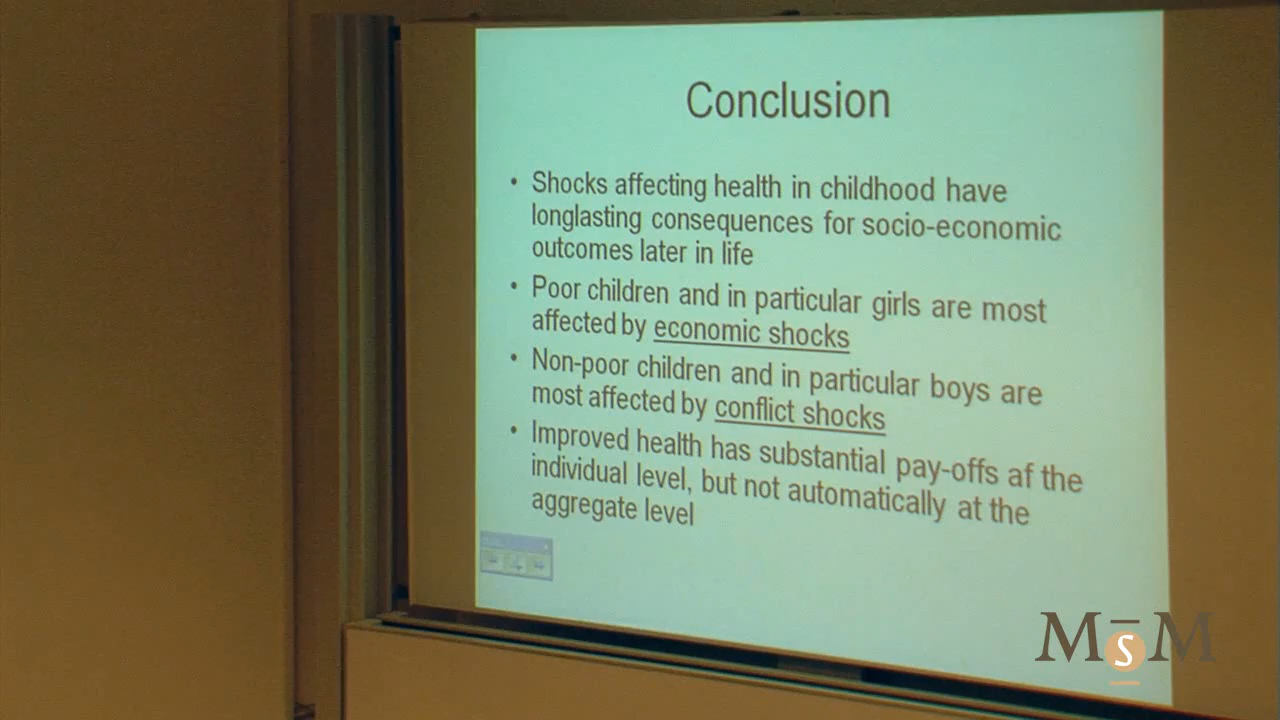 Conclusion
• Shocks affecting health in childhood have
longlasting consequences for socio-economic
outcomes later in life
• Poor children and in particular girls are most
affected by economic shocks
• Non-poor children and in particular boys are
most affected by conflict shocks
• Improved health has substantial pay-offs af the
individual level, but not automatically at the
aggregate level
MSM